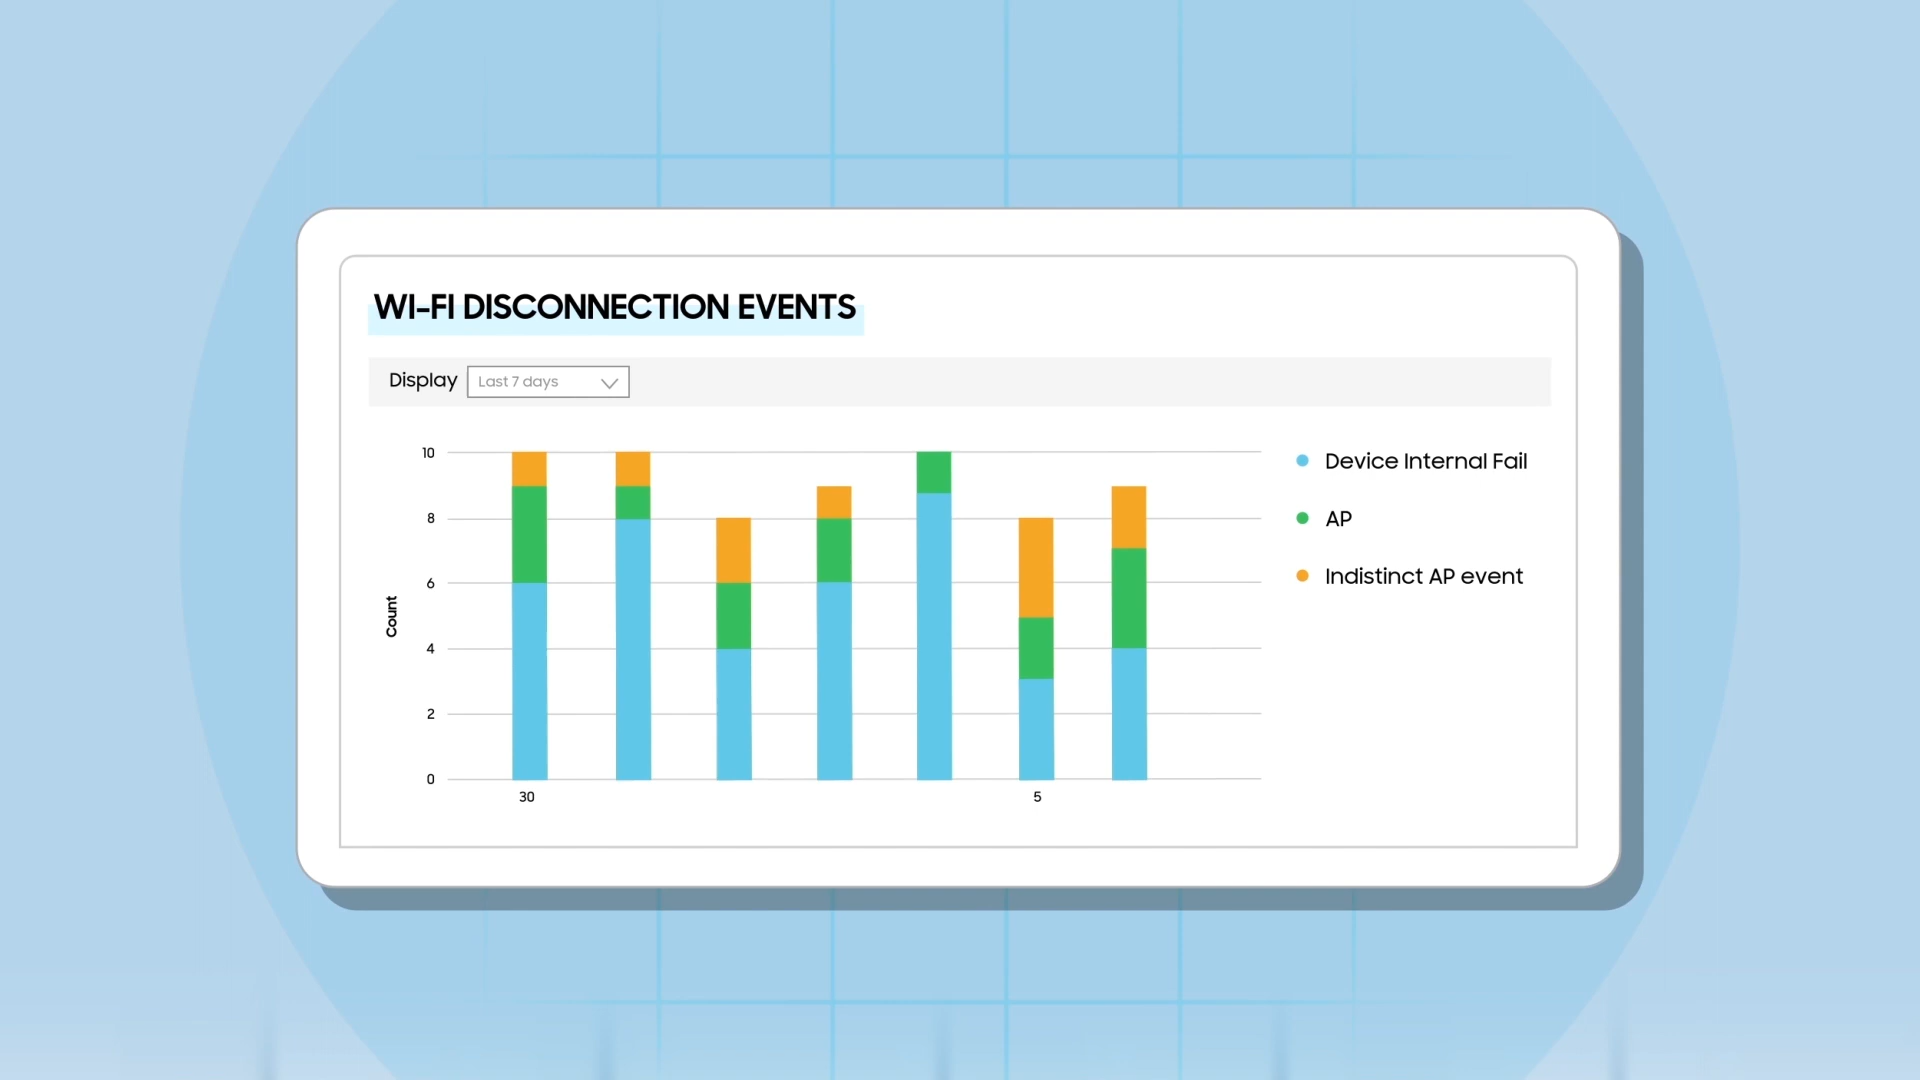 WI-FI DISCONNECTION EVENTS
Display Last 7 days
10
8
6
4
2
0
Count
30
5
Device Internal Fail
AP
Indistinct AP event